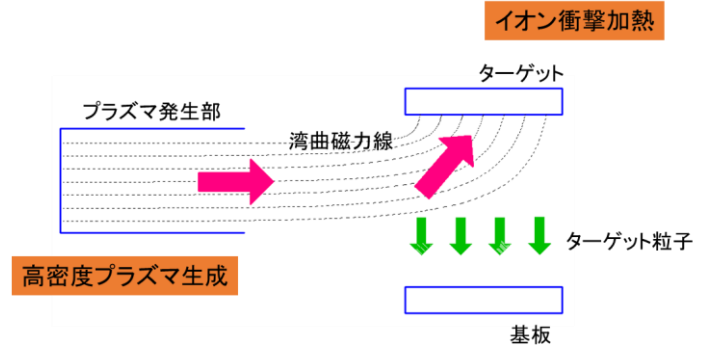 イオン衝撃加熱
ターゲット
プラズマ発生部
湾曲磁力線
ターゲット粒子
高密度プラズマ生成
基板